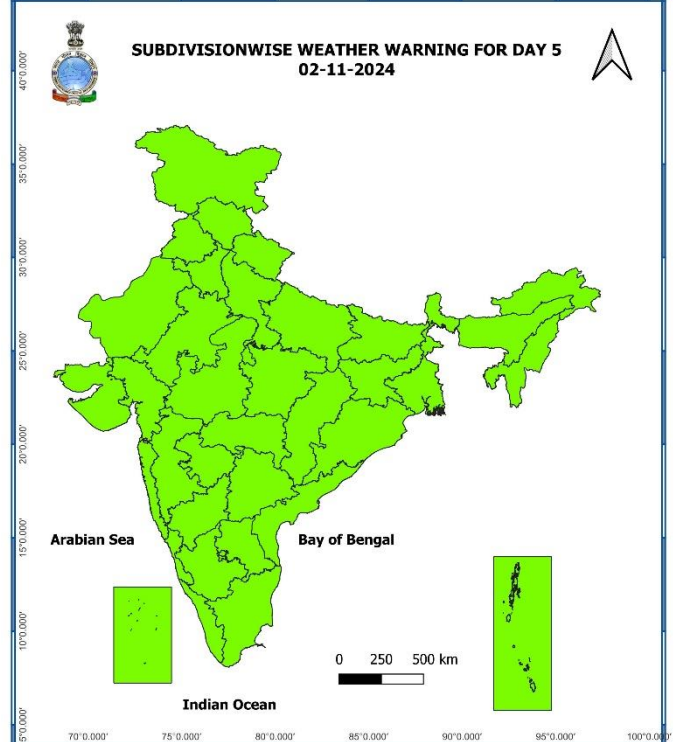 SUBDIVISIONWISE WEATHER WARNING FOR DAY 5
02-11-2024
40°0.000'
35°0.000'
30°0.000'
25°0.000'
20°0.000'
15°0.000'
10°0.000'
5°0.000'
Arabian Sea
Bay of Bengal
0 250 500 km
Indian Ocean
70°0.000' 75°0.000' 80°0.000' 85°0.000' 90°0.000' 95°0.000' 100°0.000'